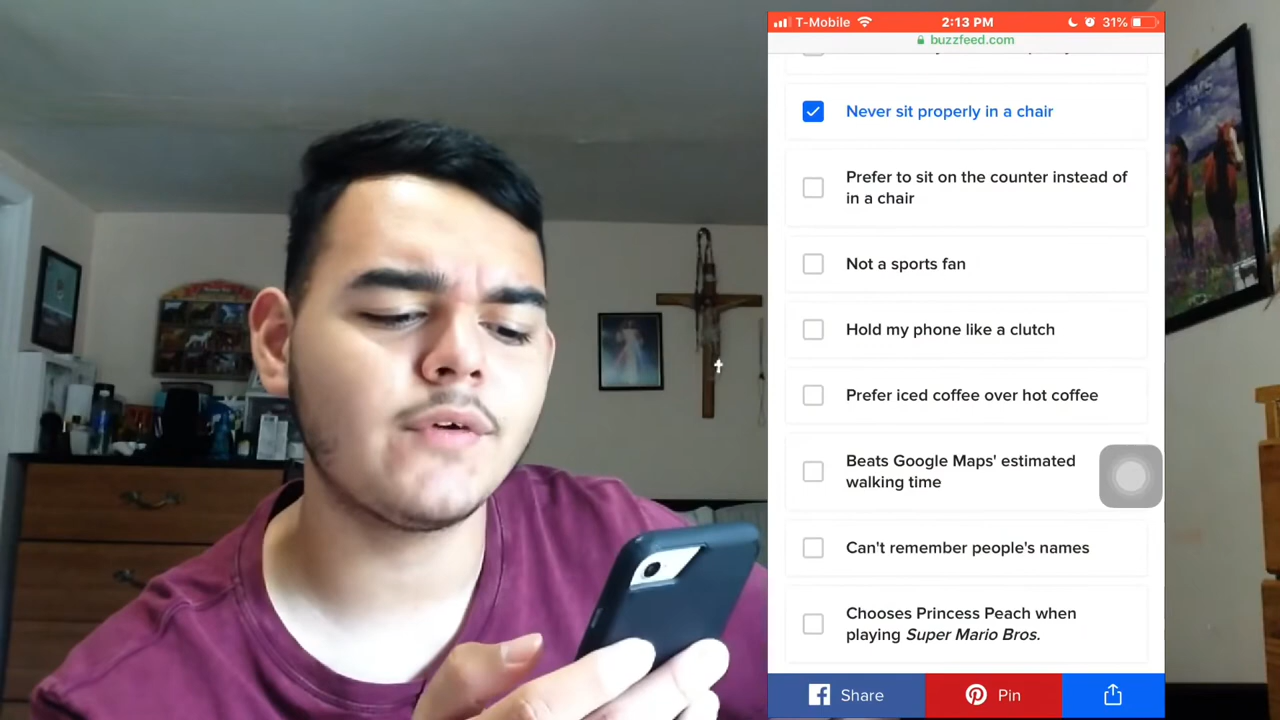 T-Mobile
2:13 PM
31%
buzzfeed.com
Never sit properly in a chair
Prefer to sit on the counter instead of
in a chair
Not a sports fan
Hold my phone like a clutch
Prefer iced coffee over hot coffee
Beats Google Maps' estimated
walking time
Can't remember people's names
Chooses Princess Peach when
playing Super Mario Bros.
Share
Pin